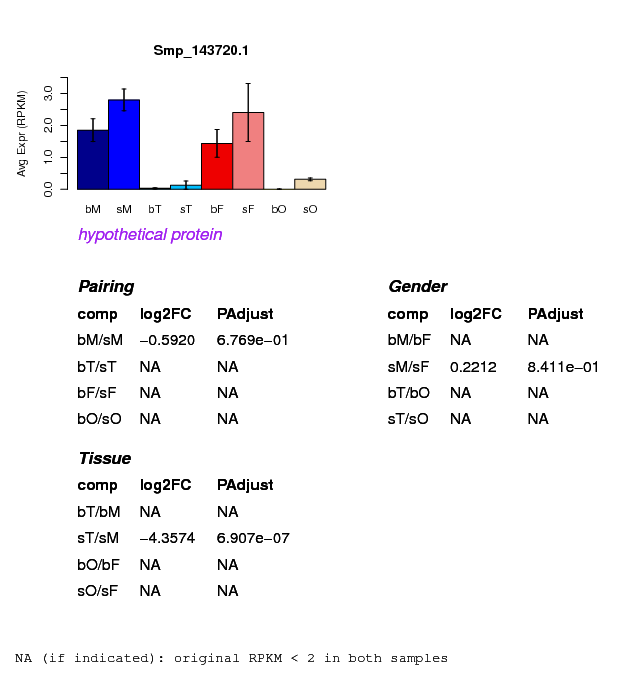 Smp_143720.1
Avg Expr (RPKM)
0.0 1.0 2.0 3.0
bM sM bT sT bF sF bO sO
hypothetical protein
Pairing
comp log2FC PAdjust
bM/sM −0.5920 6.769e−01
bT/sT NA NA
bF/sF NA NA
bO/sO NA NA
Gender
comp log2FC PAdjust
bM/bF NA NA
sM/sF 0.2212 8.411e−01
bT/bO NA NA
sT/sO NA NA
Tissue
comp log2FC PAdjust
bT/bM NA NA
sT/sM −4.3574 6.907e−07
bO/bF NA NA
sO/sF NA NA
NA (if indicated): original RPKM < 2 in both samples